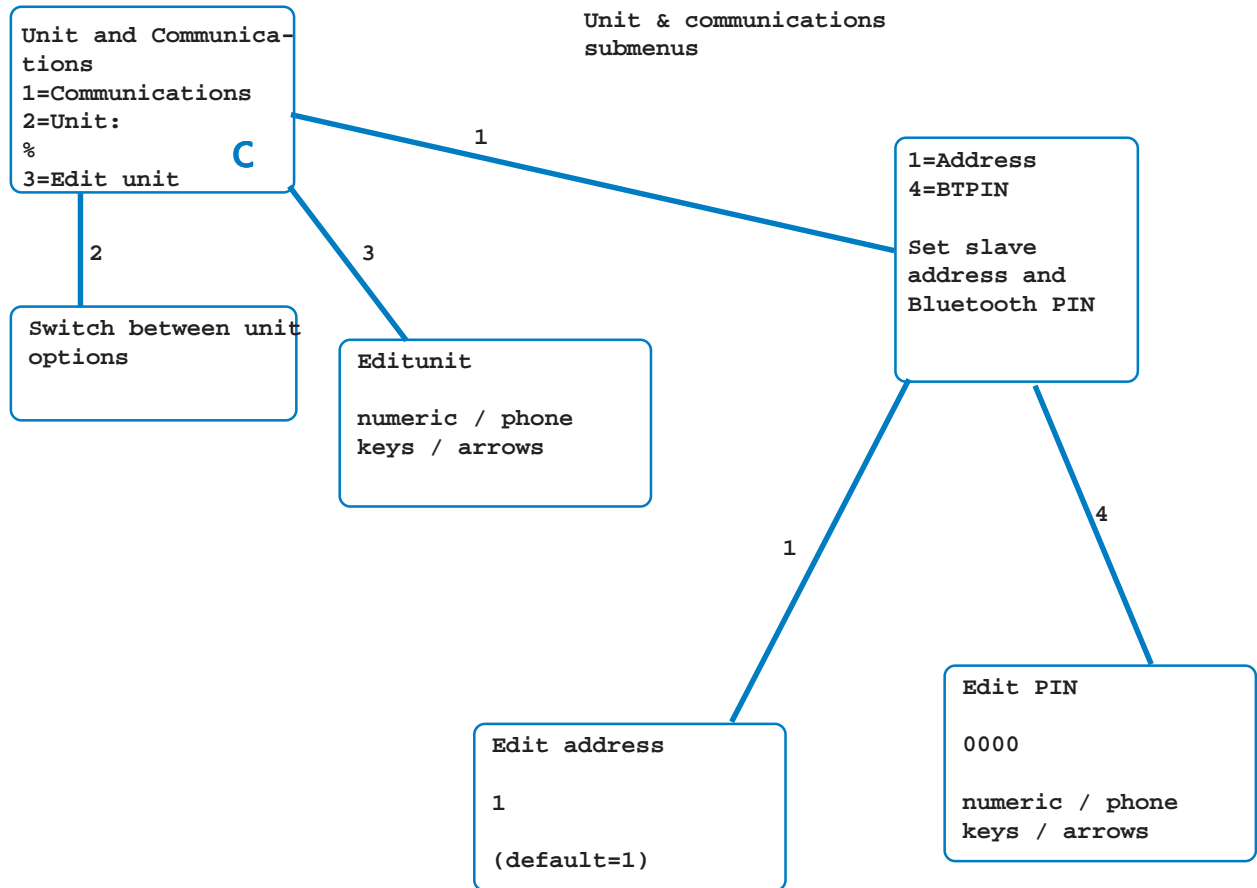 Unit & communications
submenus
Unit and Communica-
tions
1=Communications
2=Unit:
%
3=Edit unit
C
1
2
3
1=Address
4=BTPIN
Set slave
address and
Bluetooth PIN
Switch between unit
options
Editunit
numeric / phone
keys / arrows
1
4
Edit address
1
(default=1)
Edit PIN
0000
numeric / phone
keys / arrows